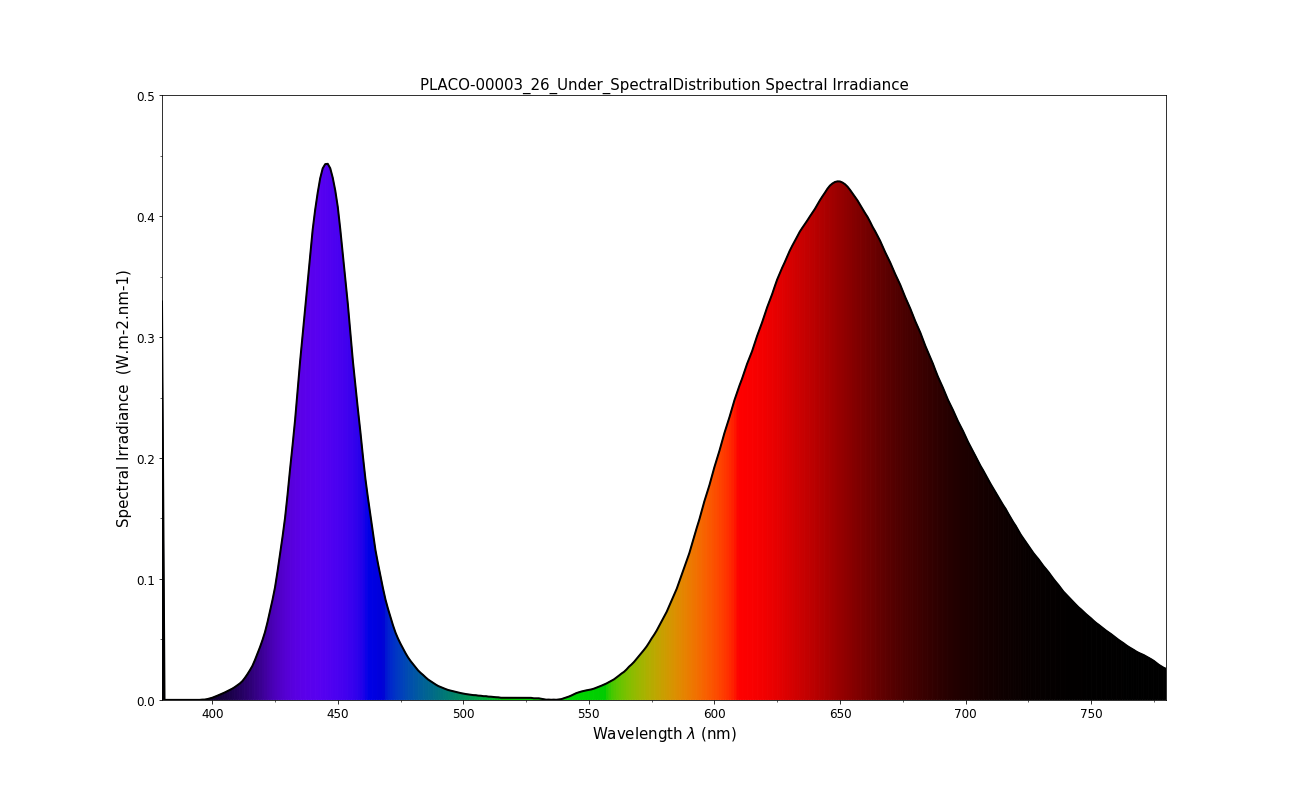 PLACO-00003_26_Under_SpectralDistribution Spectral Irradiance
0.5
0.4
0.3
0.2
0.1
0.0
Spectral Irradiance (W.m-2.nm-1)
400 450 500 550 600 650 700 750
Wavelength λ (nm)